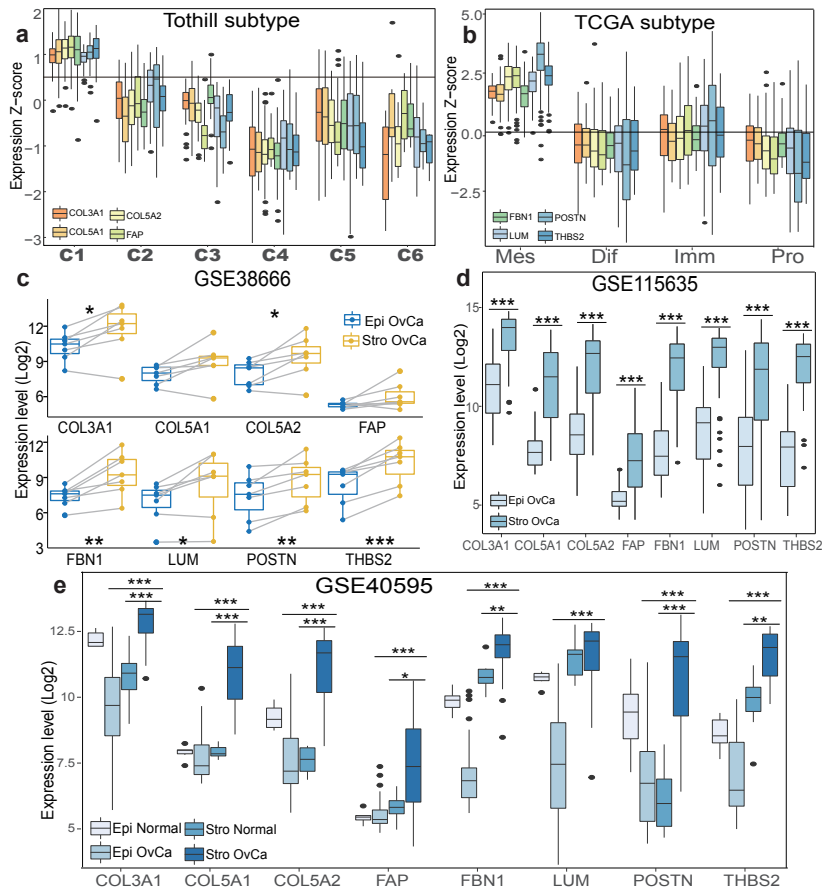 a
Tothill subtype
Expression Z-score
2
1
0
−1
−2
−3
COL3A1
COL5A2
COL5A1
FAP
C1 C2 C3 C4 C5 C6
b
TCGA subtype
Expression Z-score
5.0
2.5
0.0
−2.5
FBN1
POSTN
LUM
THBS2
Mes Dif Imm Pro
c
GSE38666
Expression level (Log2)
12
9
6
* *
Epi OvCa
Stro OvCa
COL3A1 COL5A1 COL5A2 FAP
12
9
6
3
** * ** ***
FBN1 LUM POSTN THBS2
d
GSE115635
Expression level (Log2)
15
10
5
*** *** *** *** *** *** *** ***
Epi OvCa
Stro OvCa
COL3A1 COL5A1 COL5A2 FAP FBN1 LUM POSTN THBS2
e
GSE40595
Expression level (Log2)
12.5
10.0
7.5
5.0
*** *** *** *** *** *** *** ***
*** *** *** * ** *** **
Epi Normal
Stro Normal
Epi OvCa
Stro OvCa
COL3A1 COL5A1 COL5A2 FAP FBN1 LUM POSTN THBS2